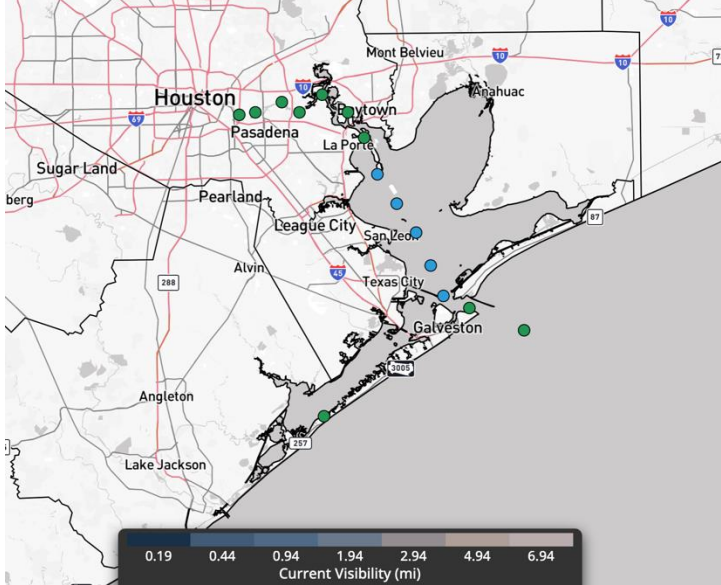 10
Mont Belvieu
10
10
7
10
Houston
Anahuac
69
Baytown
Pasadena
La Porte
Sugar Land
berg
Pearland
87
League City
San Leon
Alvin
45
288
Texas City
Galveston
3005
Angleton
257
Lake Jackson
0.19 0.44 0.94 1.94 2.94 4.94 6.94
Current Visibility (mi)